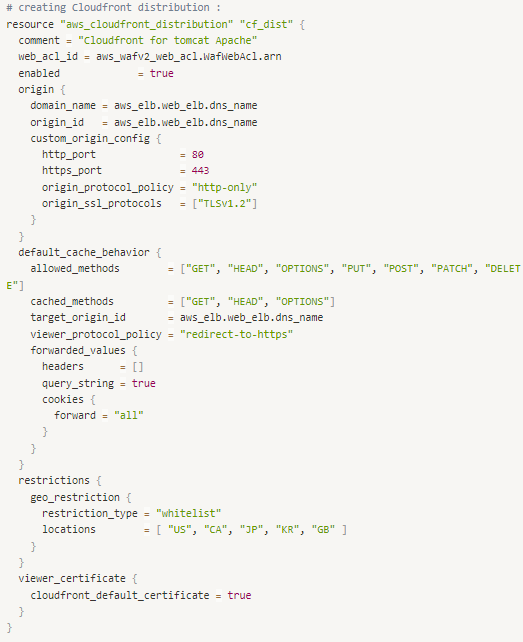 # creating Cloudfront distribution :
resource "aws_cloudfront_distribution" "cf_dist" {
  comment = "Cloudfront for tomcat Apache"
  web_acl_id = aws_wafv2_web_acl.WafWebAcl.arn
  enabled             = true
  origin {
    domain_name = aws_elb.web_elb.dns_name
    origin_id   = aws_elb.web_elb.dns_name
    custom_origin_config {
      http_port              = 80
      https_port             = 443
      origin_protocol_policy = "http-only"
      origin_ssl_protocols   = ["TLSv1.2"]
    }
  }
  default_cache_behavior {
    allowed_methods        = ["GET", "HEAD", "OPTIONS", "PUT", "POST", "PATCH", "DELET
E"]
    cached_methods         = ["GET", "HEAD", "OPTIONS"]
    target_origin_id       = aws_elb.web_elb.dns_name
    viewer_protocol_policy = "redirect-to-https"
    forwarded_values {
      headers      = []
      query_string = true
      cookies {
        forward = "all"
      }
    }
  }
  restrictions {
    geo_restriction {
      restriction_type = "whitelist"
      locations        = [ "US", "CA", "JP", "KR", "GB" ]
    }
  }
  viewer_certificate {
    cloudfront_default_certificate = true
  }
}